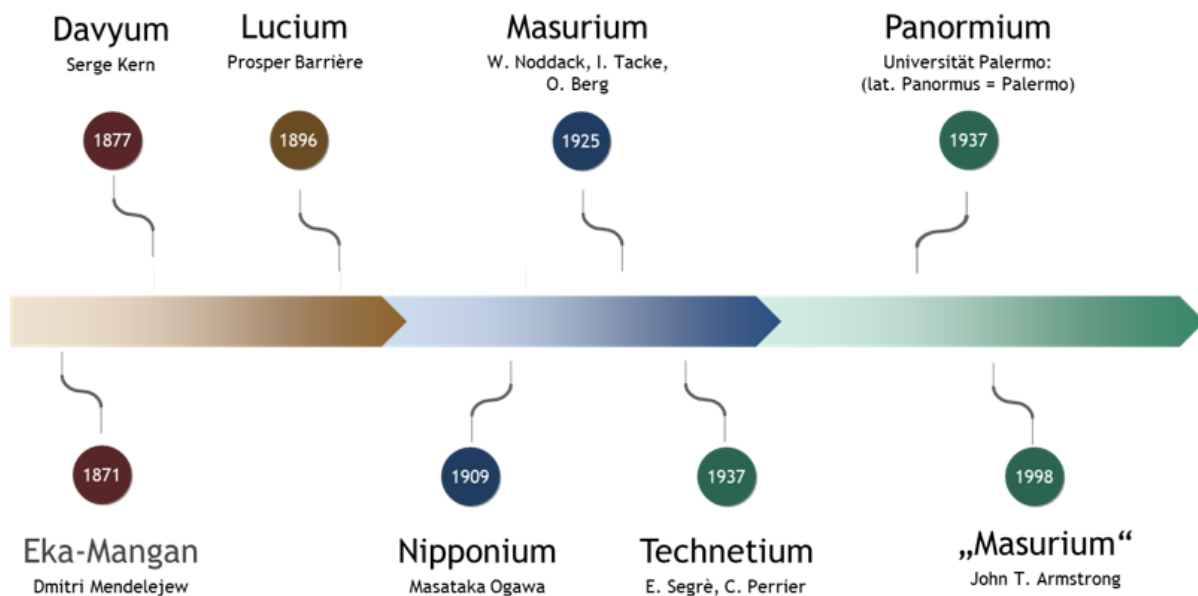 Davyum
Serge Kern
1877
Lucium
Prosper Barrière
1896
Masurium
W. Noddack, I. Tacke,
O. Berg
1925
Panormium
Universität Palermo:
(lat. Panormus = Palermo)
1937
1871
Eka-Mangan
Dmitri Mendelejew
1909
Nipponium
Masataka Ogawa
1937
Technetium
E. Segrè, C. Perrier
1998
„Masurium“
John T. Armstrong